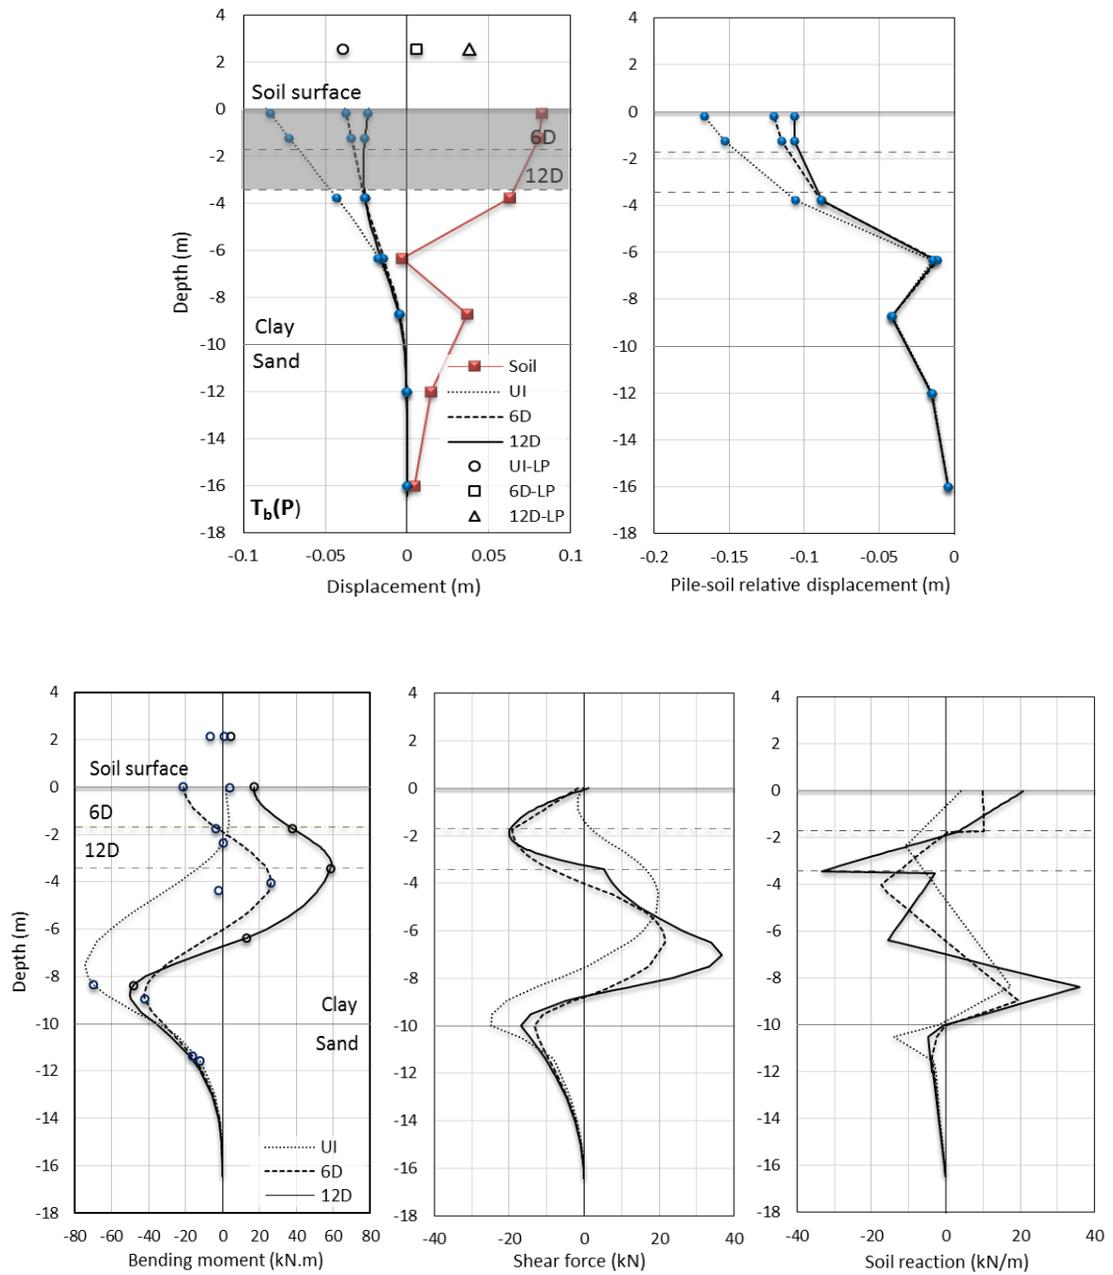 4
2
0
-2
-4
-6
-8
-10
-12
-14
-16
-18
Depth (m)
Soil surface
6D
12D
Clay
Sand
Soil
UI
6D
12D
UI-LP
6D-LP
12D-LP
Tb(P)
-0.1 -0.05 0 0.05 0.1
Displacement (m)
4
2
0
-2
-4
-6
-8
-10
-12
-14
-16
-18
-0.2 -0.15 -0.1 -0.05 0
Pile-soil relative displacement (m)
4
2
0
-2
-4
-6
-8
-10
-12
-14
-16
-18
Depth (m)
Soil surface
6D
12D
Clay
Sand
UI
6D
12D
-80 -60 -40 -20 0 20 40 60 80
Bending moment (kN.m)
4
2
0
-2
-4
-6
-8
-10
-12
-14
-16
-18
-40 -20 0 20 40
Shear force (kN)
4
2
0
-2
-4
-6
-8
-10
-12
-14
-16
-18
-40 -20 0 20 40
Soil reaction (kN/m)